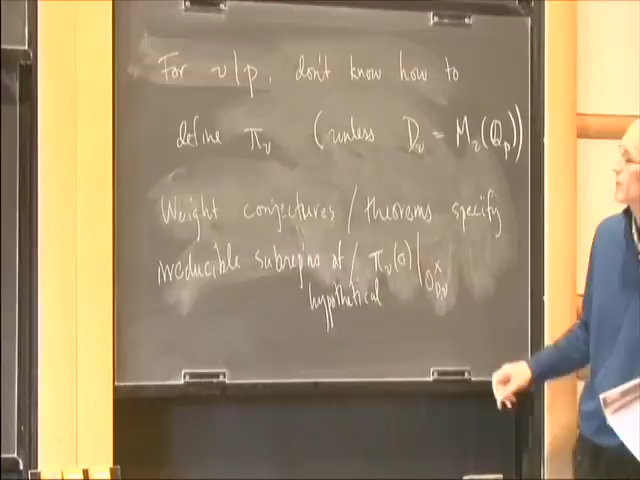 For v|p, don't know how to
define π_v (unless D_v = M_2(Q_p))
Weight conjectures / theorems specify
irreducible subrepns of / π_v(ρ)|_{O_{D_v}^×}
hypothetical